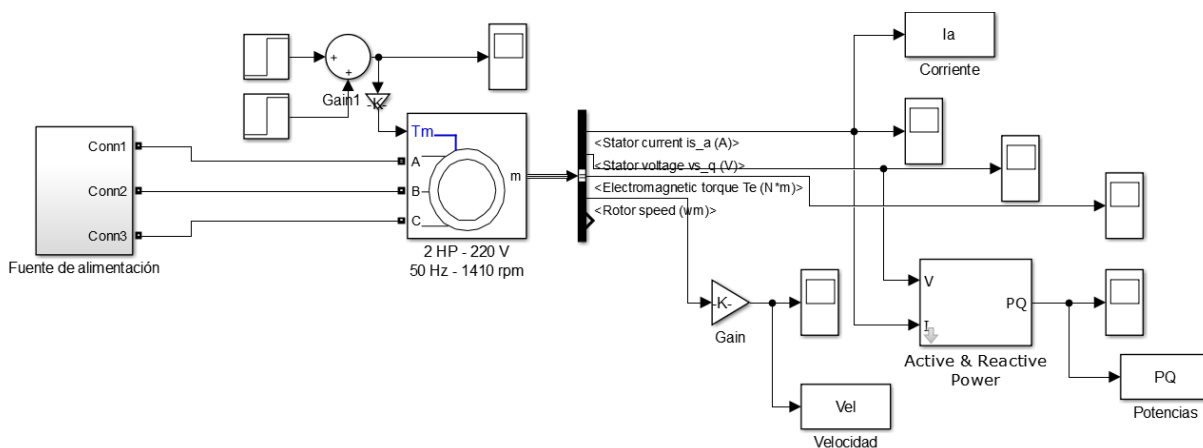 Ia
Corriente
+
+
Gain1
-K-
Conn1
Conn2
Conn3
Fuente de alimentación
Tm
A
B
C
m
2 HP - 220 V
50 Hz - 1410 rpm
<Stator current is_a (A)>
<Stator voltage vs_q (V)>
<Electromagnetic torque Te (N*m)>
<Rotor speed (wm)>
-K-
Gain
V
I
PQ
Active & Reactive
Power
PQ
Potencias
Vel
Velocidad